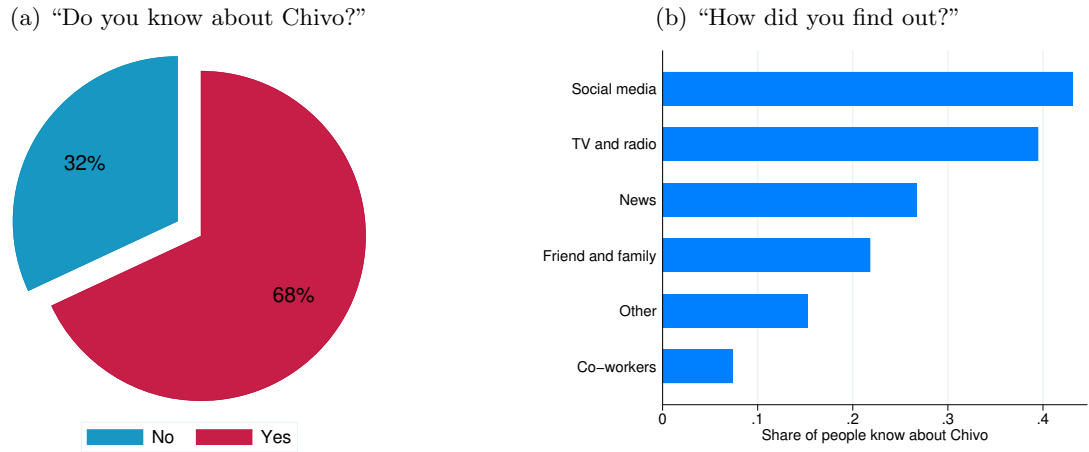 (a) “Do you know about Chivo?”
32%
68%
No Yes
(b) “How did you find out?”
Social media
TV and radio
News
Friend and family
Other
Co−workers
0 .1 .2 .3 .4
Share of people know about Chivo